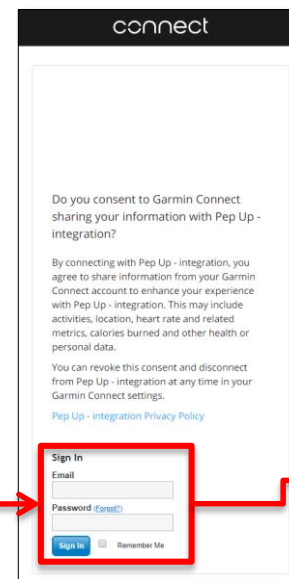 connect
Do you consent to Garmin Connect
sharing your information with Pep Up -
integration?
By connecting with Pep Up - integration, you
agree to share information from your Garmin
Connect account to enhance your experience
with Pep Up - integration. This may include
activities, location, heart rate and related
metrics, calories burned and other health or
personal data.
You can revoke this consent and disconnect
from Pep Up - integration at any time in your
Garmin Connect settings.
Pep Up - integration Privacy Policy
Sign In
Email
Password (Forgot?)
Sign In Remember Me